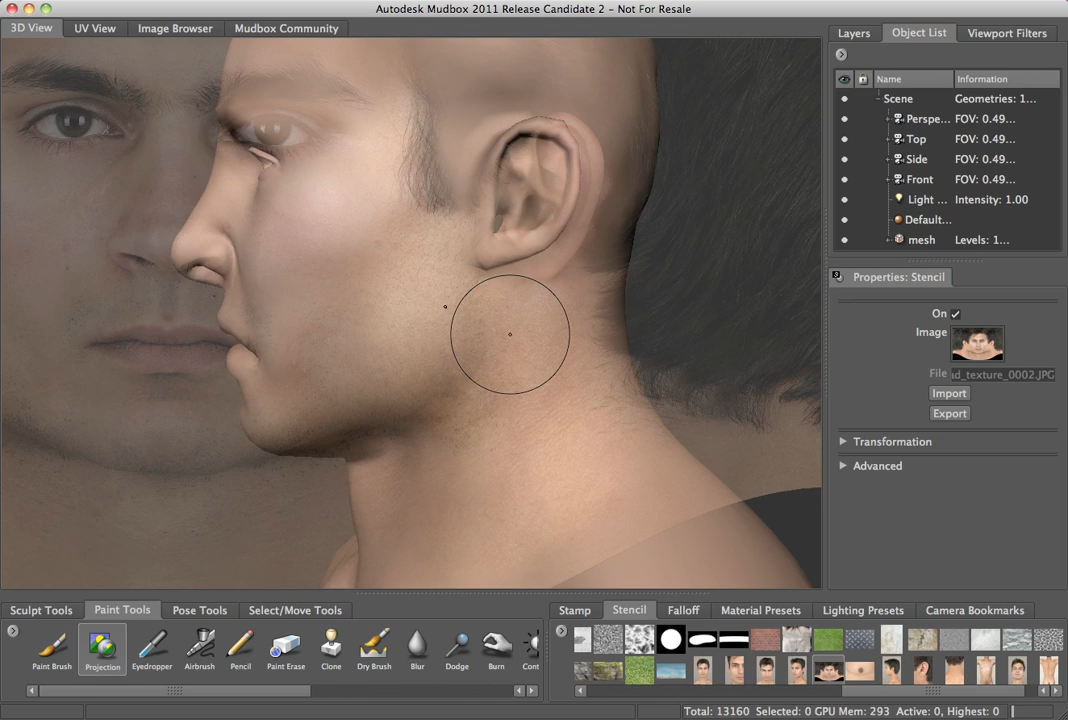 Autodesk Mudbox 2011 Release Candidate 2 - Not For Resale
3D View UV View Image Browser Mudbox Community
Layers Object List Viewport Filters
Name Information
Scene Geometries: 1...
Perspe... FOV: 0.49...
Top FOV: 0.49...
Side FOV: 0.49...
Front FOV: 0.49...
Light ... Intensity: 1.00
Default...
mesh Levels: 1...
Properties: Stencil
On
Image
File ad_texture_0002.JPG
Import
Export
Transformation
Advanced
Sculpt Tools Paint Tools Pose Tools Select/Move Tools
Paint Brush Projection Eyedropper Airbrush Pencil Paint Erase Clone Dry Brush Blur Dodge Burn Cont
Stamp Stencil Falloff Material Presets Lighting Presets Camera Bookmarks
Total: 13160 Selected: 0 GPU Mem: 293 Active: 0, Highest: 0